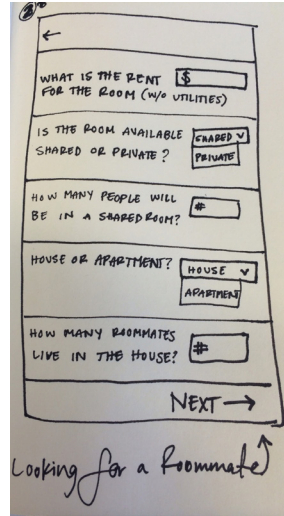 ←
WHAT IS THE RENT $
FOR THE ROOM (W/O UTILITIES)
IS THE ROOM AVAILABLE SHARED ∨
SHARED OR PRIVATE? PRIVATE
HOW MANY PEOPLE WILL #
BE IN A SHARED ROOM?
HOUSE OR APARTMENT? HOUSE ∨
APARTMENT
HOW MANY ROOMMATES #
LIVE IN THE HOUSE?
NEXT →
Looking for a Roommate